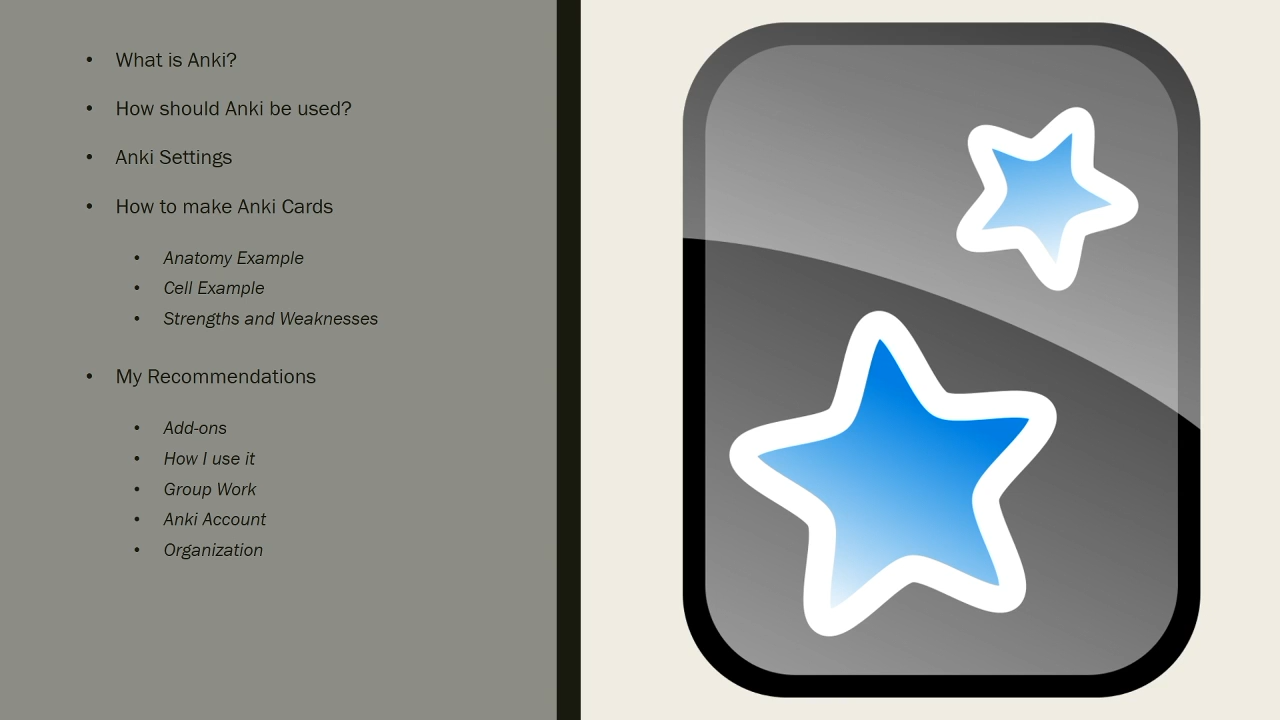 • What is Anki?
• How should Anki be used?
• Anki Settings
• How to make Anki Cards
• Anatomy Example
• Cell Example
• Strengths and Weaknesses
• My Recommendations
• Add-ons
• How I use it
• Group Work
• Anki Account
• Organization